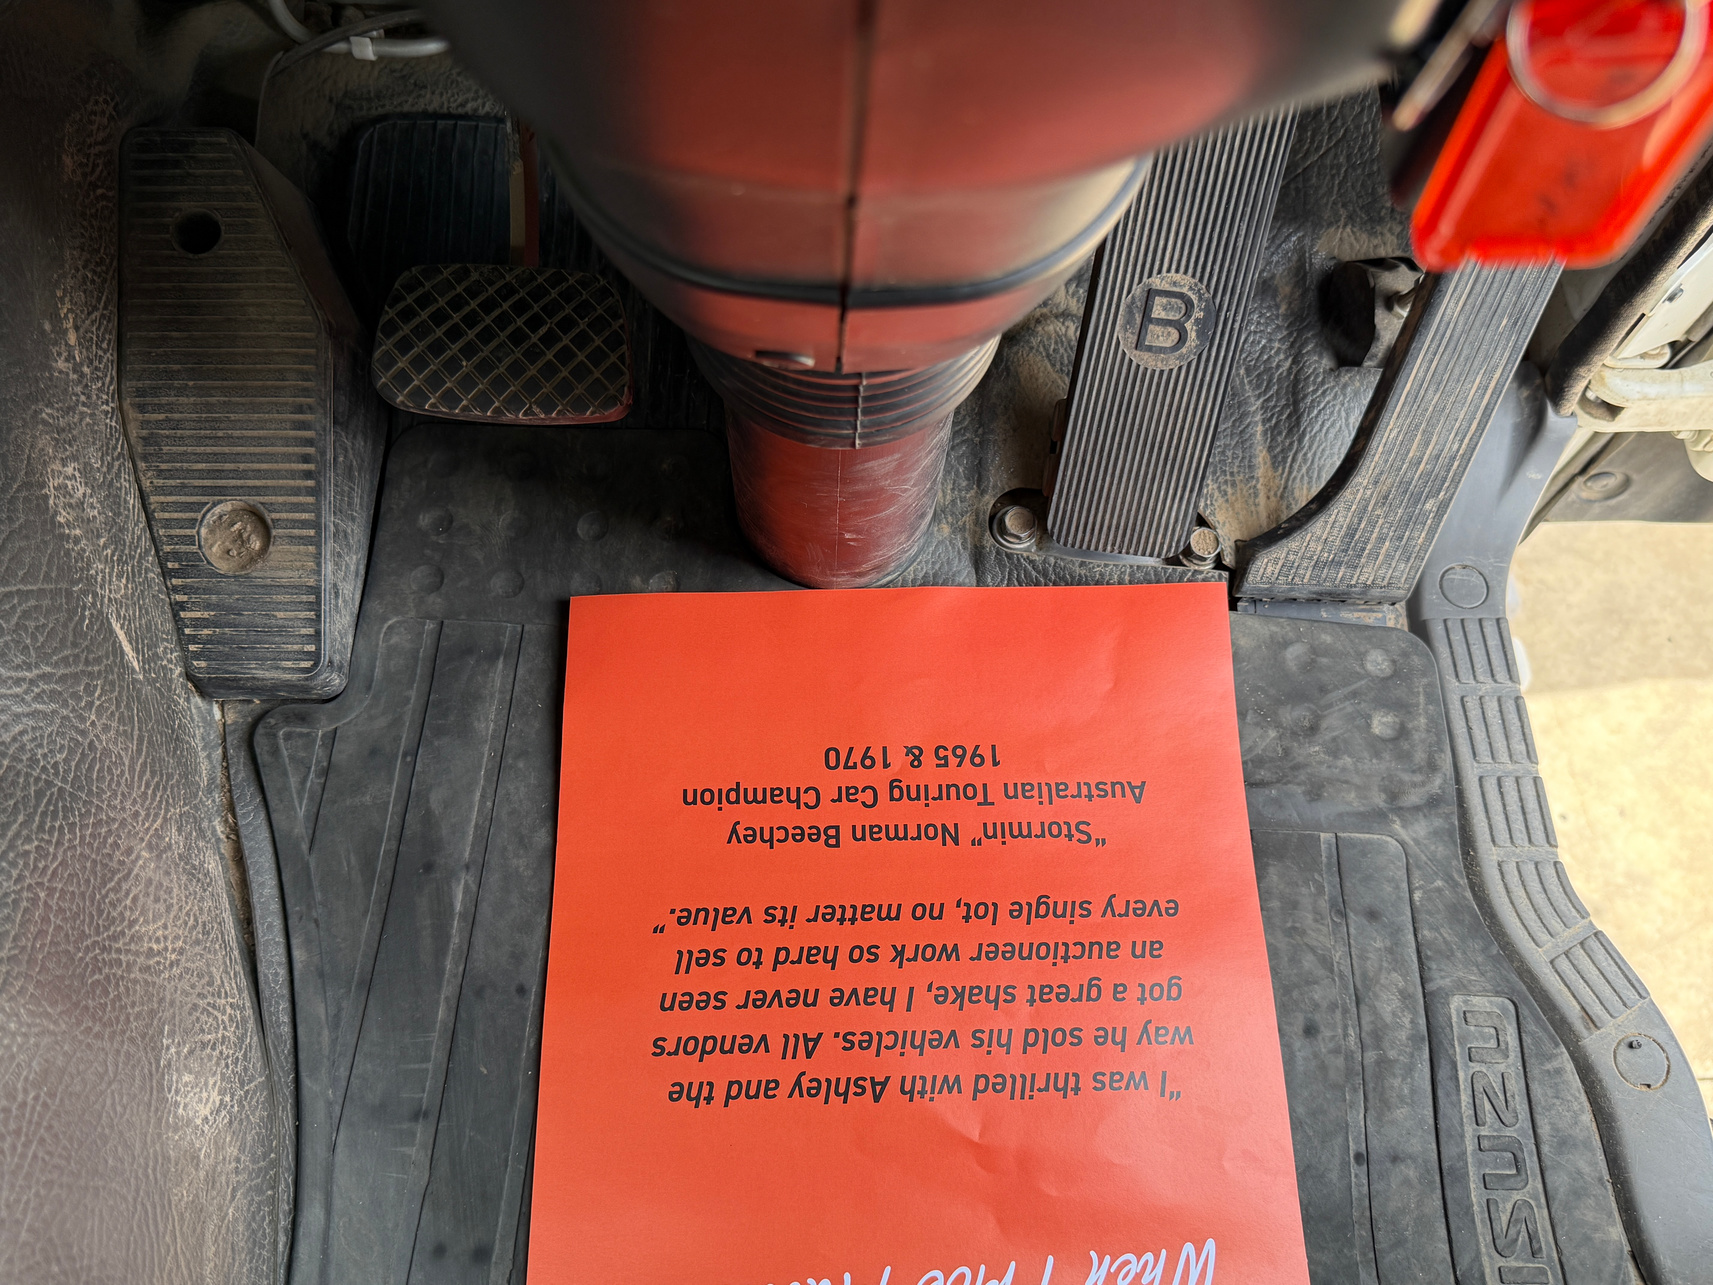 "I was thrilled with Ashley and the
way he sold his vehicles. All vendors
got a great shake, I have never seen
an auctioneer work so hard to sell
every single lot, no matter its value."
"Stormin" Norman Beechey
Australian Touring Car Champion
1965 & 1970
When I
B
ISUZU